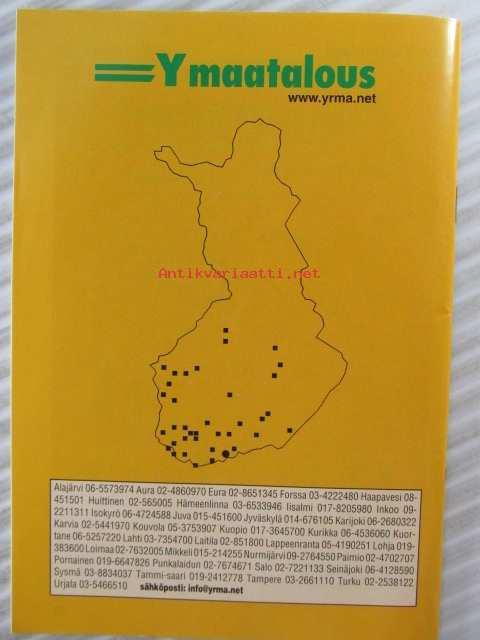 Y maatalous
www.yrma.net
Antikvariaatti.net
Alajärvi 06-5573974 Aura 02-4860970 Eura 02-8651345 Forssa 03-4222480 Haapavesi 08-
451501 Huittinen 02-565005 Hämeenlinna 03-6533946 Iisalmi 017-8205980 Inkoo 09-
2211311 Isokyrö 06-4724588 Juva 015-451600 Jyväskylä 014-676105 Karijoki 06-2680322
Karvia 02-5441970 Kouvola 05-3753907 Kuopio 017-3645700 Kurikka 06-4536060 Kuor-
tane 06-5257220 Lahti 03-7354700 Laitila 02-851800 Lappeenranta 05-4190251 Lohja 019-
383600 Loimaa 02-7632005 Mikkeli 015-214255 Nurmijärvi 09-2764550 Paimio 02-4702707
Pornainen 019-6647826 Punkalaidun 02-7674671 Salo 02-7221133 Seinäjoki 06-4128590
Sysmä 03-8834037 Tammi-saari 019-2412778 Tampere 03-2661110 Turku 02-2538122
Urjala 03-5466510 sähköposti: info@yrma.net